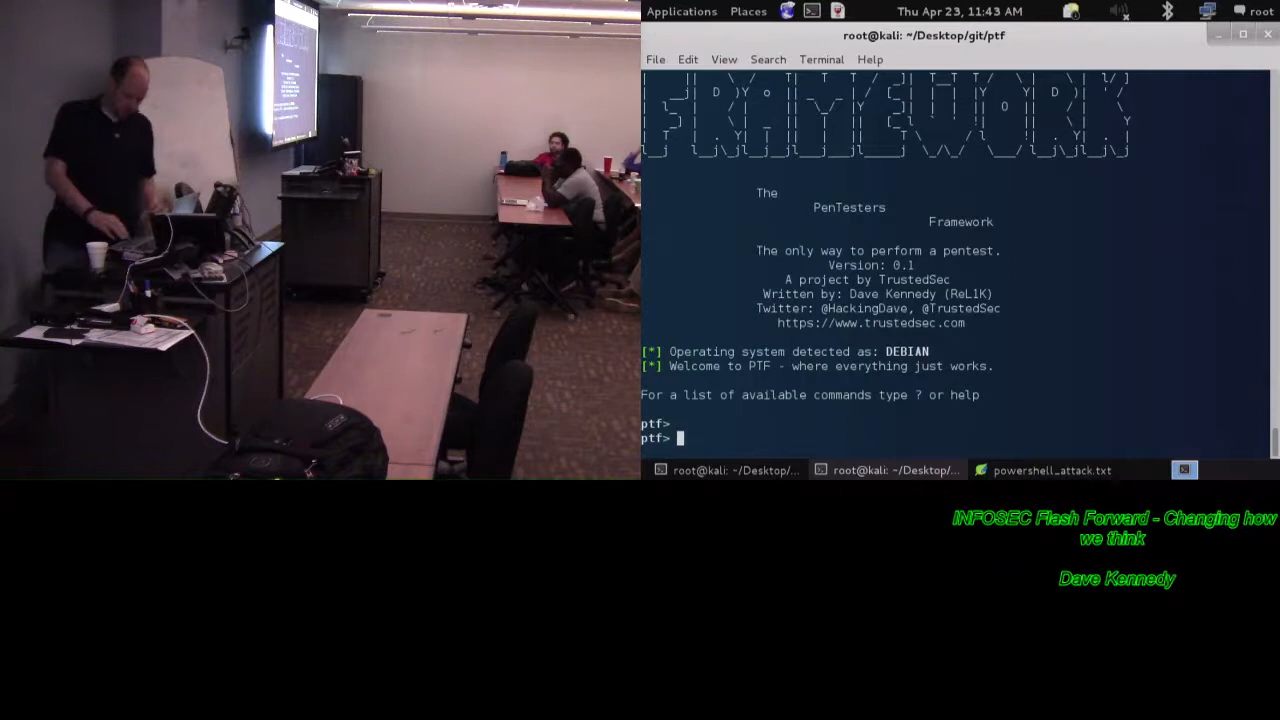 Applications Places Thu Apr 23, 11:43 AM root
root@kali: ~/Desktop/git/ptf
File Edit View Search Terminal Help
FRAMEWORK
The
PenTesters
Framework
The only way to perform a pentest.
Version: 0.1
A project by TrustedSec
Written by: Dave Kennedy (ReL1K)
Twitter: @HackingDave, @TrustedSec
https://www.trustedsec.com
[*] Operating system detected as: DEBIAN
[*] Welcome to PTF - where everything just works.
For a list of available commands type ? or help
ptf>
ptf>
root@kali: ~/Desktop/... root@kali: ~/Desktop/... powershell_attack.txt
INFOSEC Flash Forward - Changing how
we think
Dave Kennedy